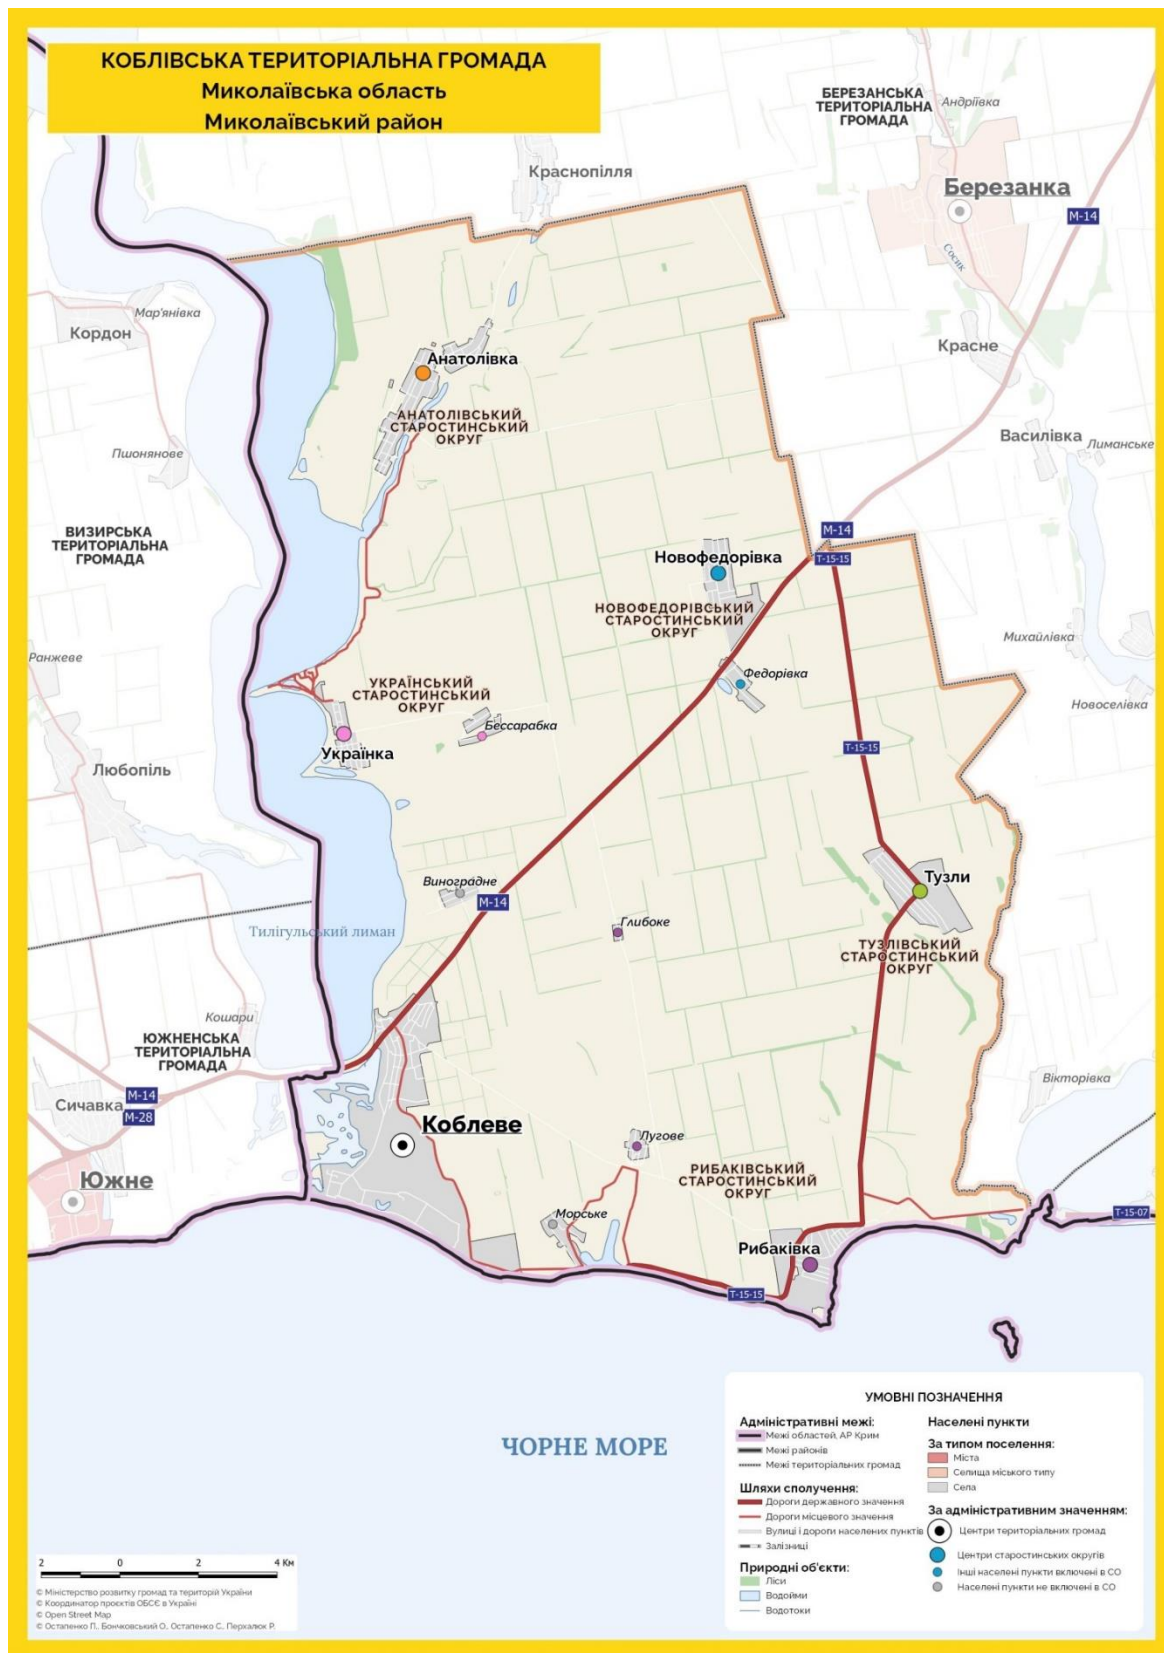 КОБЛІВСЬКА ТЕРИТОРІАЛЬНА ГРОМАДА
Миколаївська область
Миколаївський район
БЕРЕЗАНСЬКА
ТЕРИТОРІАЛЬНА
ГРОМАДА
Андріївка
Краснопілля
Березанка
М-14
Сосик
Мар'янівка
Кордон
Красне
Анатолівка
АНАТОЛІВСЬКИЙ
СТАРОСТИНСЬКИЙ
ОКРУГ
Василівка
Лиманське
Пшонянове
ВИЗИРСЬКА
ТЕРИТОРІАЛЬНА
ГРОМАДА
М-14
Т-15-15
Новофедорівка
НОВОФЕДОРІВСЬКИЙ
СТАРОСТИНСЬКИЙ
ОКРУГ
Михайлівка
Ранжеве
Федорівка
УКРАЇНСЬКИЙ
СТАРОСТИНСЬКИЙ
ОКРУГ
Новоселівка
Бессарабка
Українка
Т-15-15
Любопіль
Тузли
Виноградне
М-14
Глибоке
Тилігульський лиман
ТУЗЛІВСЬКИЙ
СТАРОСТИНСЬКИЙ
ОКРУГ
Кошари
ЮЖНЕНСЬКА
ТЕРИТОРІАЛЬНА
ГРОМАДА
Вікторівка
М-14
Сичавка
М-28
Коблеве
Лугове
РИБАКІВСЬКИЙ
СТАРОСТИНСЬКИЙ
ОКРУГ
Южне
Морське
Т-15-07
Рибаківка
Т-15-15
ЧОРНЕ МОРЕ
УМОВНІ ПОЗНАЧЕННЯ
Адміністративні межі:
Межі областей, АР Крим
Межі районів
Межі територіальних громад
Шляхи сполучення:
Дороги державного значення
Дороги місцевого значення
Вулиці і дороги населених пунктів
Залізниці
Природні об'єкти:
Ліси
Водойми
Водотоки
Населені пункти
За типом поселення:
Міста
Селища міського типу
Села
За адміністративним значенням:
Центри територіальних громад
Центри старостинських округів
Інші населені пункти включені в СО
Населені пункти не включені в СО
2 0 2 4 Км
© Міністерство розвитку громад та територій України
© Координатор проєктів ОБСЄ в Україні
© Open Street Map
© Остапенко П., Бончковський О., Остапенко С., Перхалюк Р.